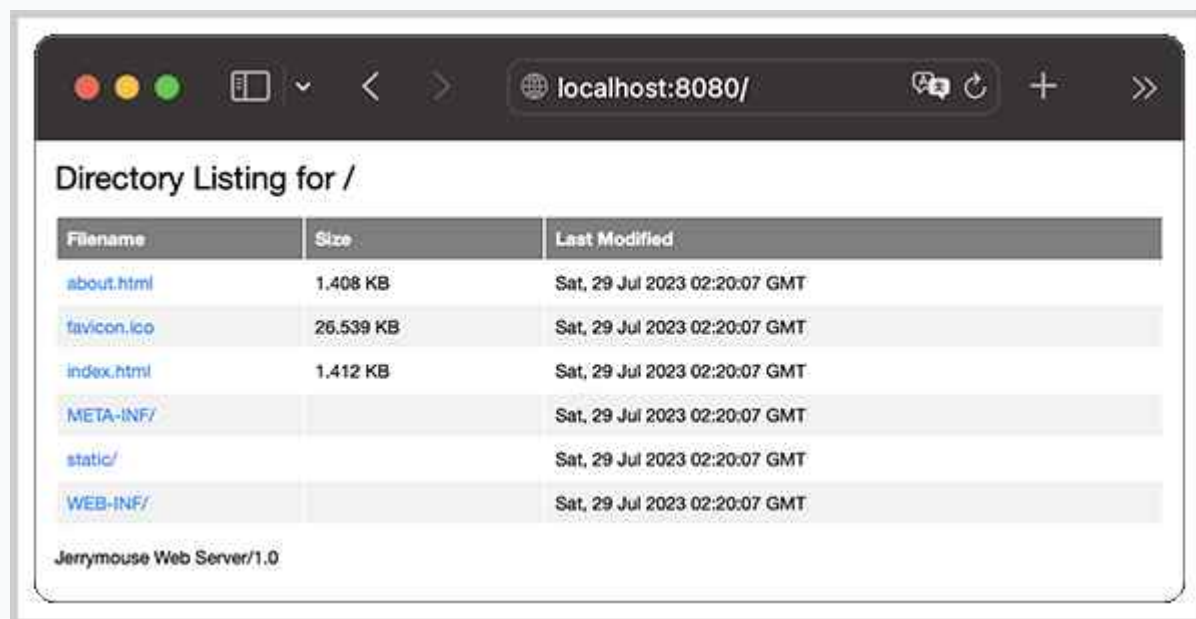 localhost:8080/
Directory Listing for /
Filename Size Last Modified
about.html 1.408 KB Sat, 29 Jul 2023 02:20:07 GMT
favicon.ico 26.539 KB Sat, 29 Jul 2023 02:20:07 GMT
index.html 1.412 KB Sat, 29 Jul 2023 02:20:07 GMT
META-INF/ Sat, 29 Jul 2023 02:20:07 GMT
static/ Sat, 29 Jul 2023 02:20:07 GMT
WEB-INF/ Sat, 29 Jul 2023 02:20:07 GMT
Jerrymouse Web Server/1.0